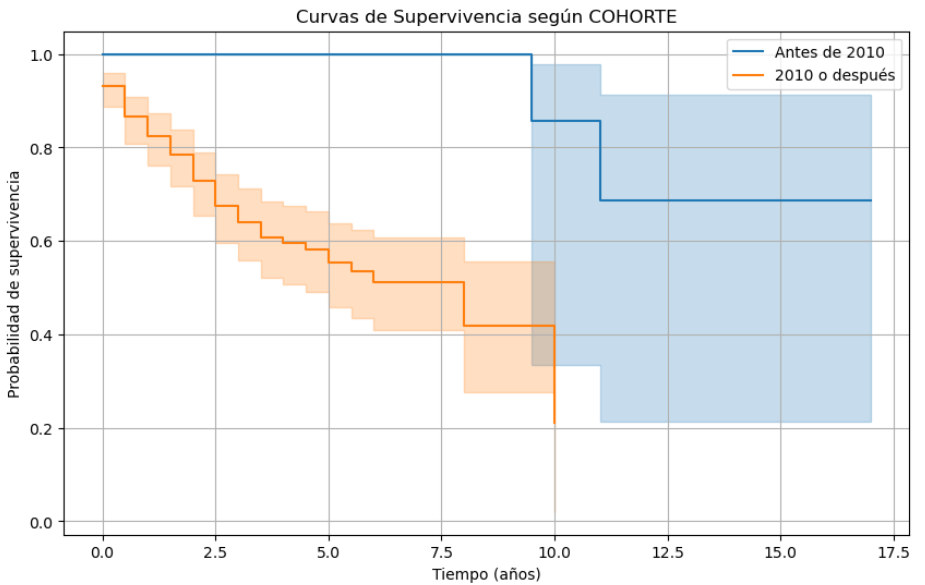 Curvas de Supervivencia según COHORTE
Antes de 2010
2010 o después
Probabilidad de supervivencia
1.0
0.8
0.6
0.4
0.2
0.0
0.0 2.5 5.0 7.5 10.0 12.5 15.0 17.5
Tiempo (años)